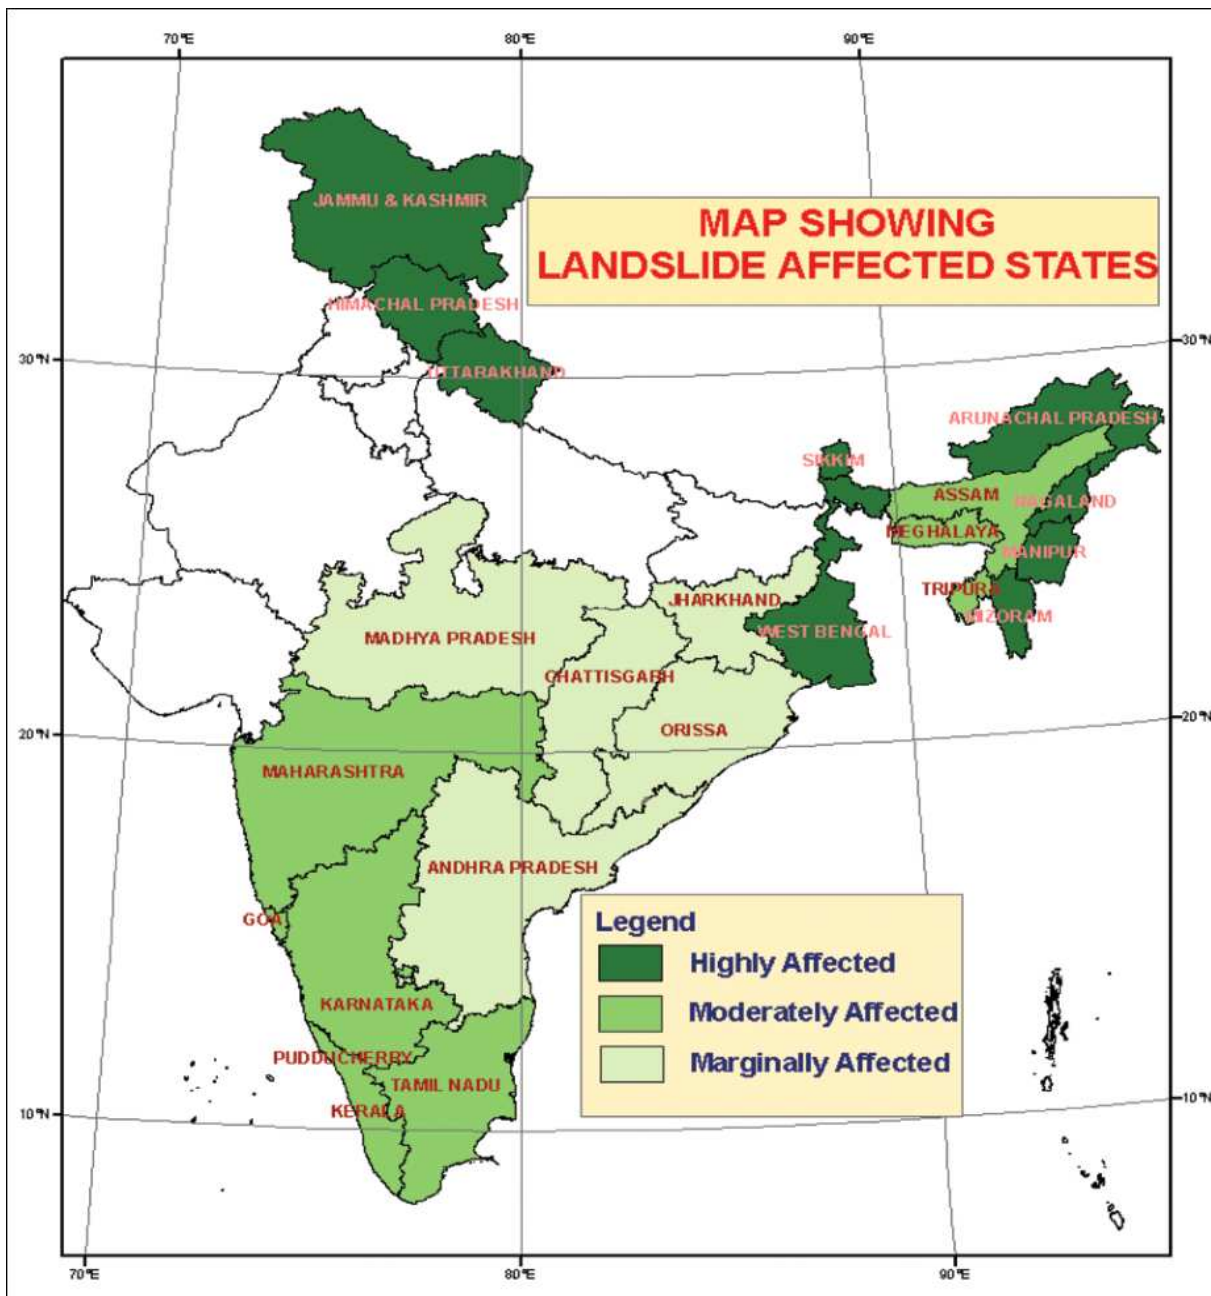 70°E 80°E 90°E
JAMMU & KASHMIR
MAP SHOWING
LANDSLIDE AFFECTED STATES
HIMACHAL PRADESH
30°N 30°N
UTTARAKHAND
ARUNACHAL PRADESH
SIKKIM
ASSAM
NAGALAND
MEGHALAYA
MANIPUR
TRIPURA
JHARKHAND
MIZORAM
WEST BENGAL
MADHYA PRADESH
CHATTISGARH
20°N 20°N
ORISSA
MAHARASHTRA
ANDHRA PRADESH
GOA
Legend
Highly Affected
KARNATAKA
Moderately Affected
PUDDUCHERRY
Marginally Affected
TAMIL NADU
KERALA
10°N 10°N
70°E 80°E 90°E